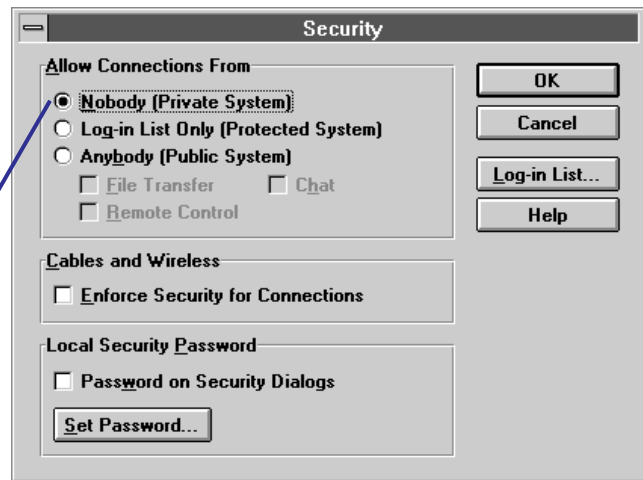 Security
Allow Connections From
Nobody (Private System)
Log-in List Only (Protected System)
Anybody (Public System)
File Transfer Chat
Remote Control
Cables and Wireless
Enforce Security for Connections
Local Security Password
Password on Security Dialogs
Set Password...
OK
Cancel
Log-in List...
Help